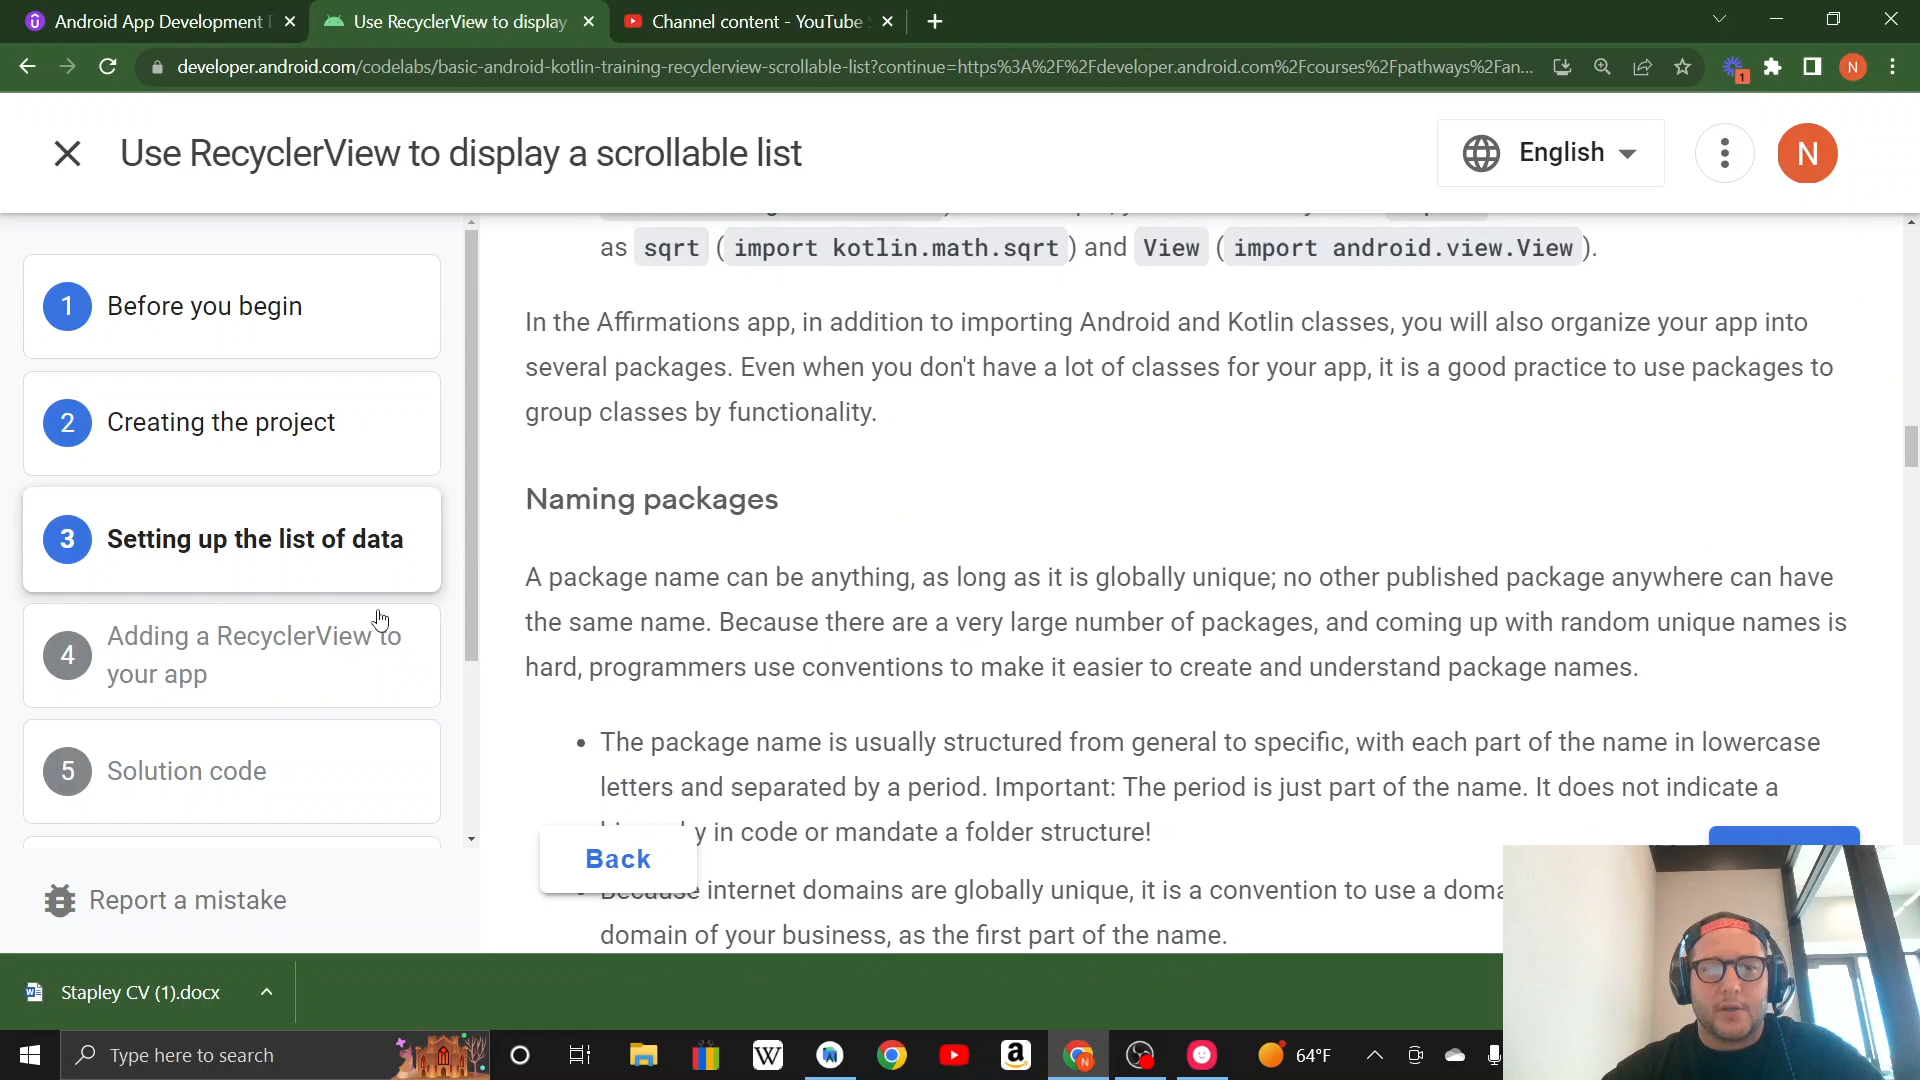 Android App Development
Use RecyclerView to display
Channel content - YouTube
developer.android.com/codelabs/basic-android-kotlin-training-recyclerview-scrollable-list?continue=https%3A%2F%2Fdeveloper.android.com%2Fcourses%2Fpathways%2Fan...
1
N
Use RecyclerView to display a scrollable list
English
N
1 Before you begin
2 Creating the project
3 Setting up the list of data
4 Adding a RecyclerView to
your app
5 Solution code
Report a mistake
as sqrt (import kotlin.math.sqrt) and View (import android.view.View).
In the Affirmations app, in addition to importing Android and Kotlin classes, you will also organize your app into
several packages. Even when you don't have a lot of classes for your app, it is a good practice to use packages to
group classes by functionality.
Naming packages
A package name can be anything, as long as it is globally unique; no other published package anywhere can have
the same name. Because there are a very large number of packages, and coming up with random unique names is
hard, programmers use conventions to make it easier to create and understand package names.
• The package name is usually structured from general to specific, with each part of the name in lowercase
letters and separated by a period. Important: The period is just part of the name. It does not indicate a
in code or mandate a folder structure!
Back
internet domains are globally unique, it is a convention to use a
domain of your business, as the first part of the name.
Stapley CV (1).docx
Type here to search
W
a
N
64°F